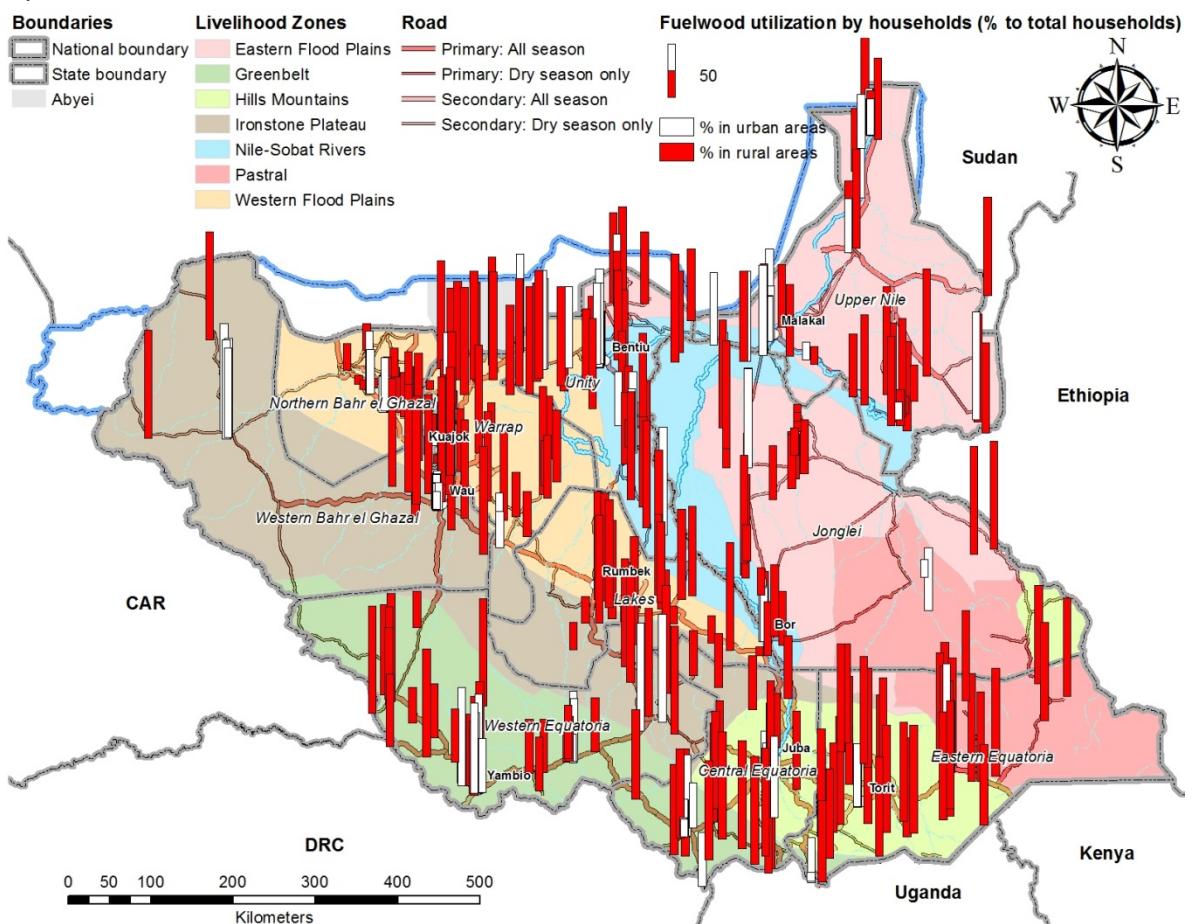 Boundaries
National boundary
State boundary
Abyei
Livelihood Zones
Eastern Flood Plains
Greenbelt
Hills Mountains
Ironstone Plateau
Nile-Sobat Rivers
Pastral
Western Flood Plains
Road
Primary: All season
Primary: Dry season only
Secondary: All season
Secondary: Dry season only
Fuelwood utilization by households (% to total households)
50
% in urban areas
% in rural areas
N
W E
S
Sudan
Upper Nile
Malakal
Bentiu
Unity
Ethiopia
Northern Bahr el Ghazal
Warrap
Kuajok
Wau
Western Bahr el Ghazal
Jonglei
Rumbek
Lakes
CAR
Bor
Western Equatoria
Yambio
Juba
Central Equatoria
Eastern Equatoria
Torit
DRC
Kenya
Uganda
0 50 100 200 300 400 500
Kilometers